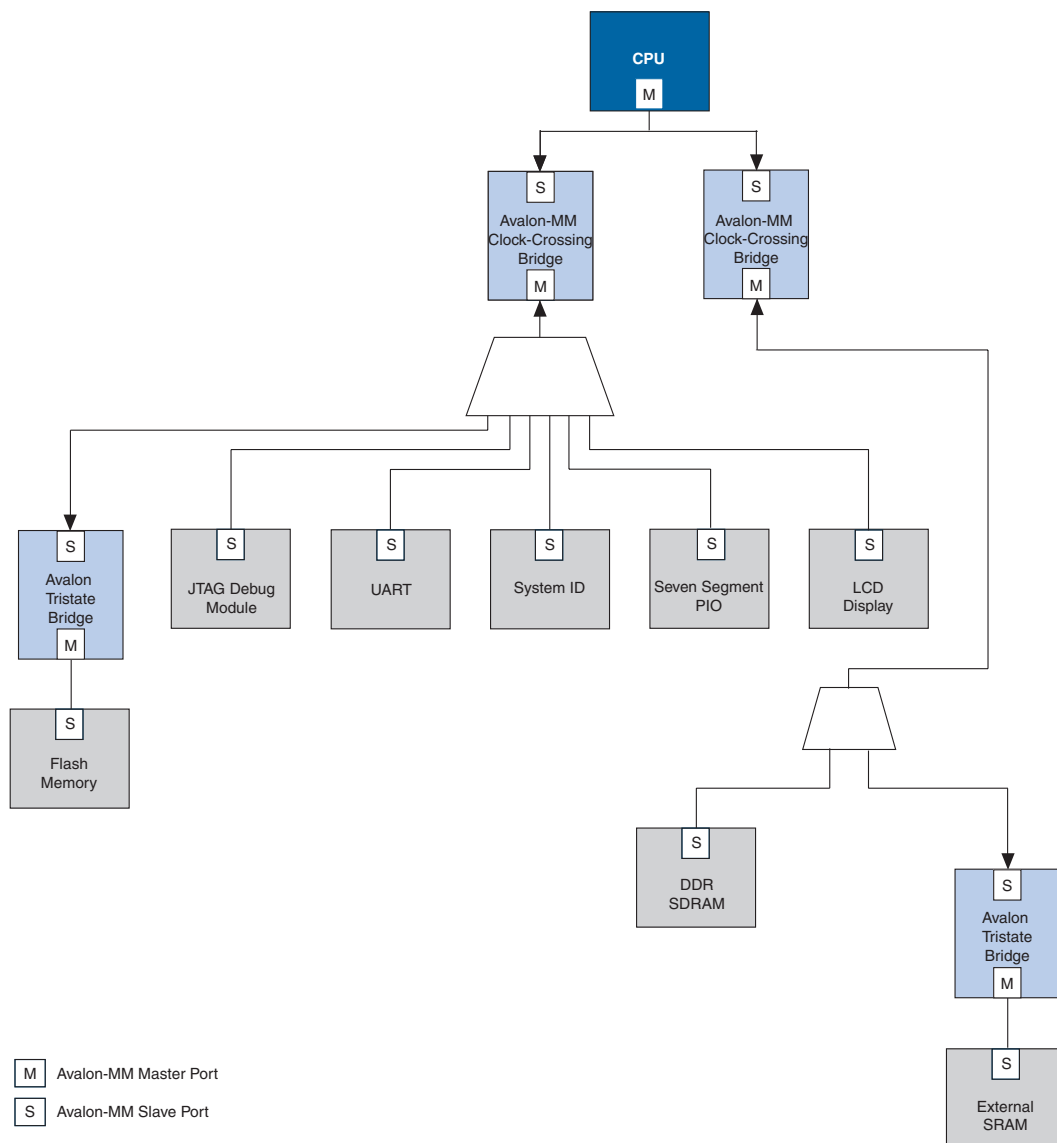 CPU
M
S
S
Avalon-MM
Clock-Crossing
Bridge
M
Avalon-MM
Clock-Crossing
Bridge
M
S
Avalon
Tristate
Bridge
M
S
JTAG Debug
Module
S
UART
S
System ID
S
Seven Segment
PIO
S
LCD
Display
S
Flash
Memory
S
DDR
SDRAM
S
Avalon
Tristate
Bridge
M
S
External
SRAM
M Avalon-MM Master Port
S Avalon-MM Slave Port